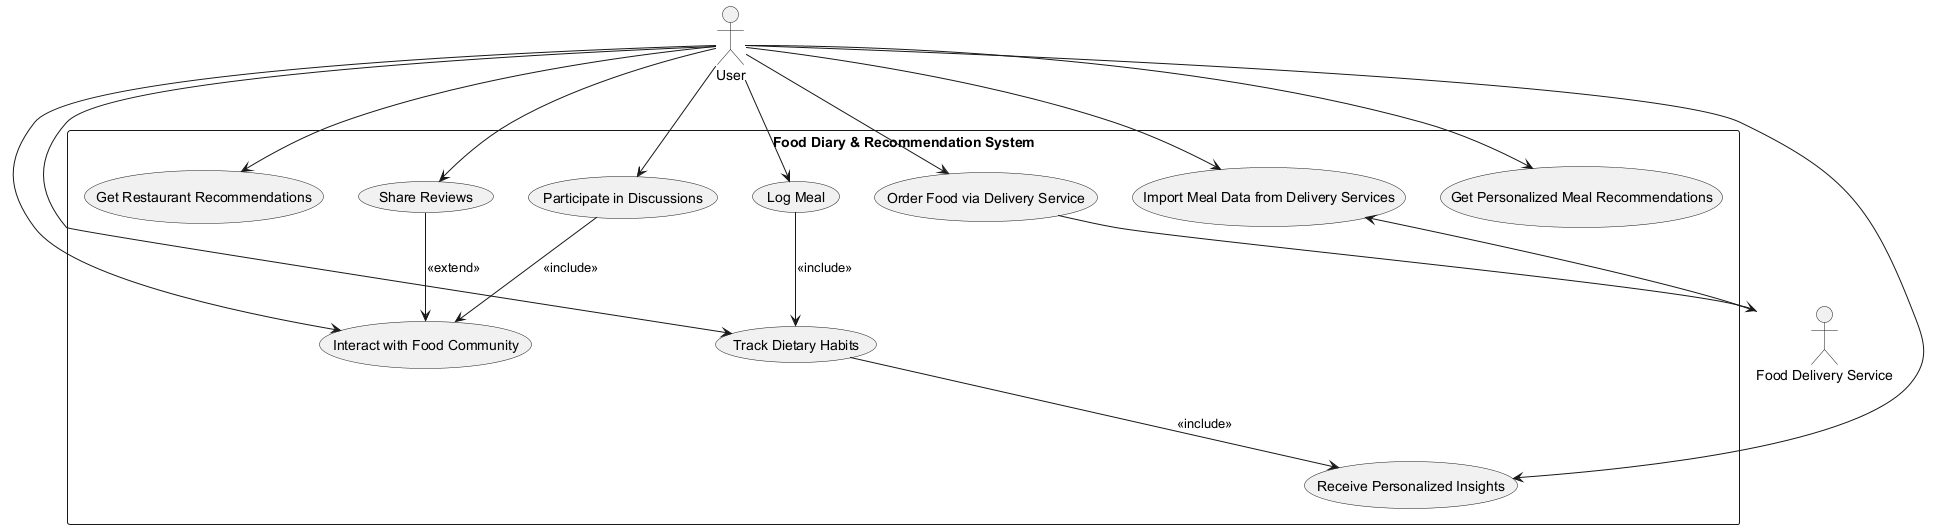 User
Food Diary & Recommendation System
Get Restaurant Recommendations
Share Reviews
Participate in Discussions
Log Meal
Order Food via Delivery Service
Import Meal Data from Delivery Services
Get Personalized Meal Recommendations
«extend»
«include»
«include»
Interact with Food Community
Track Dietary Habits
Food Delivery Service
«include»
Receive Personalized Insights